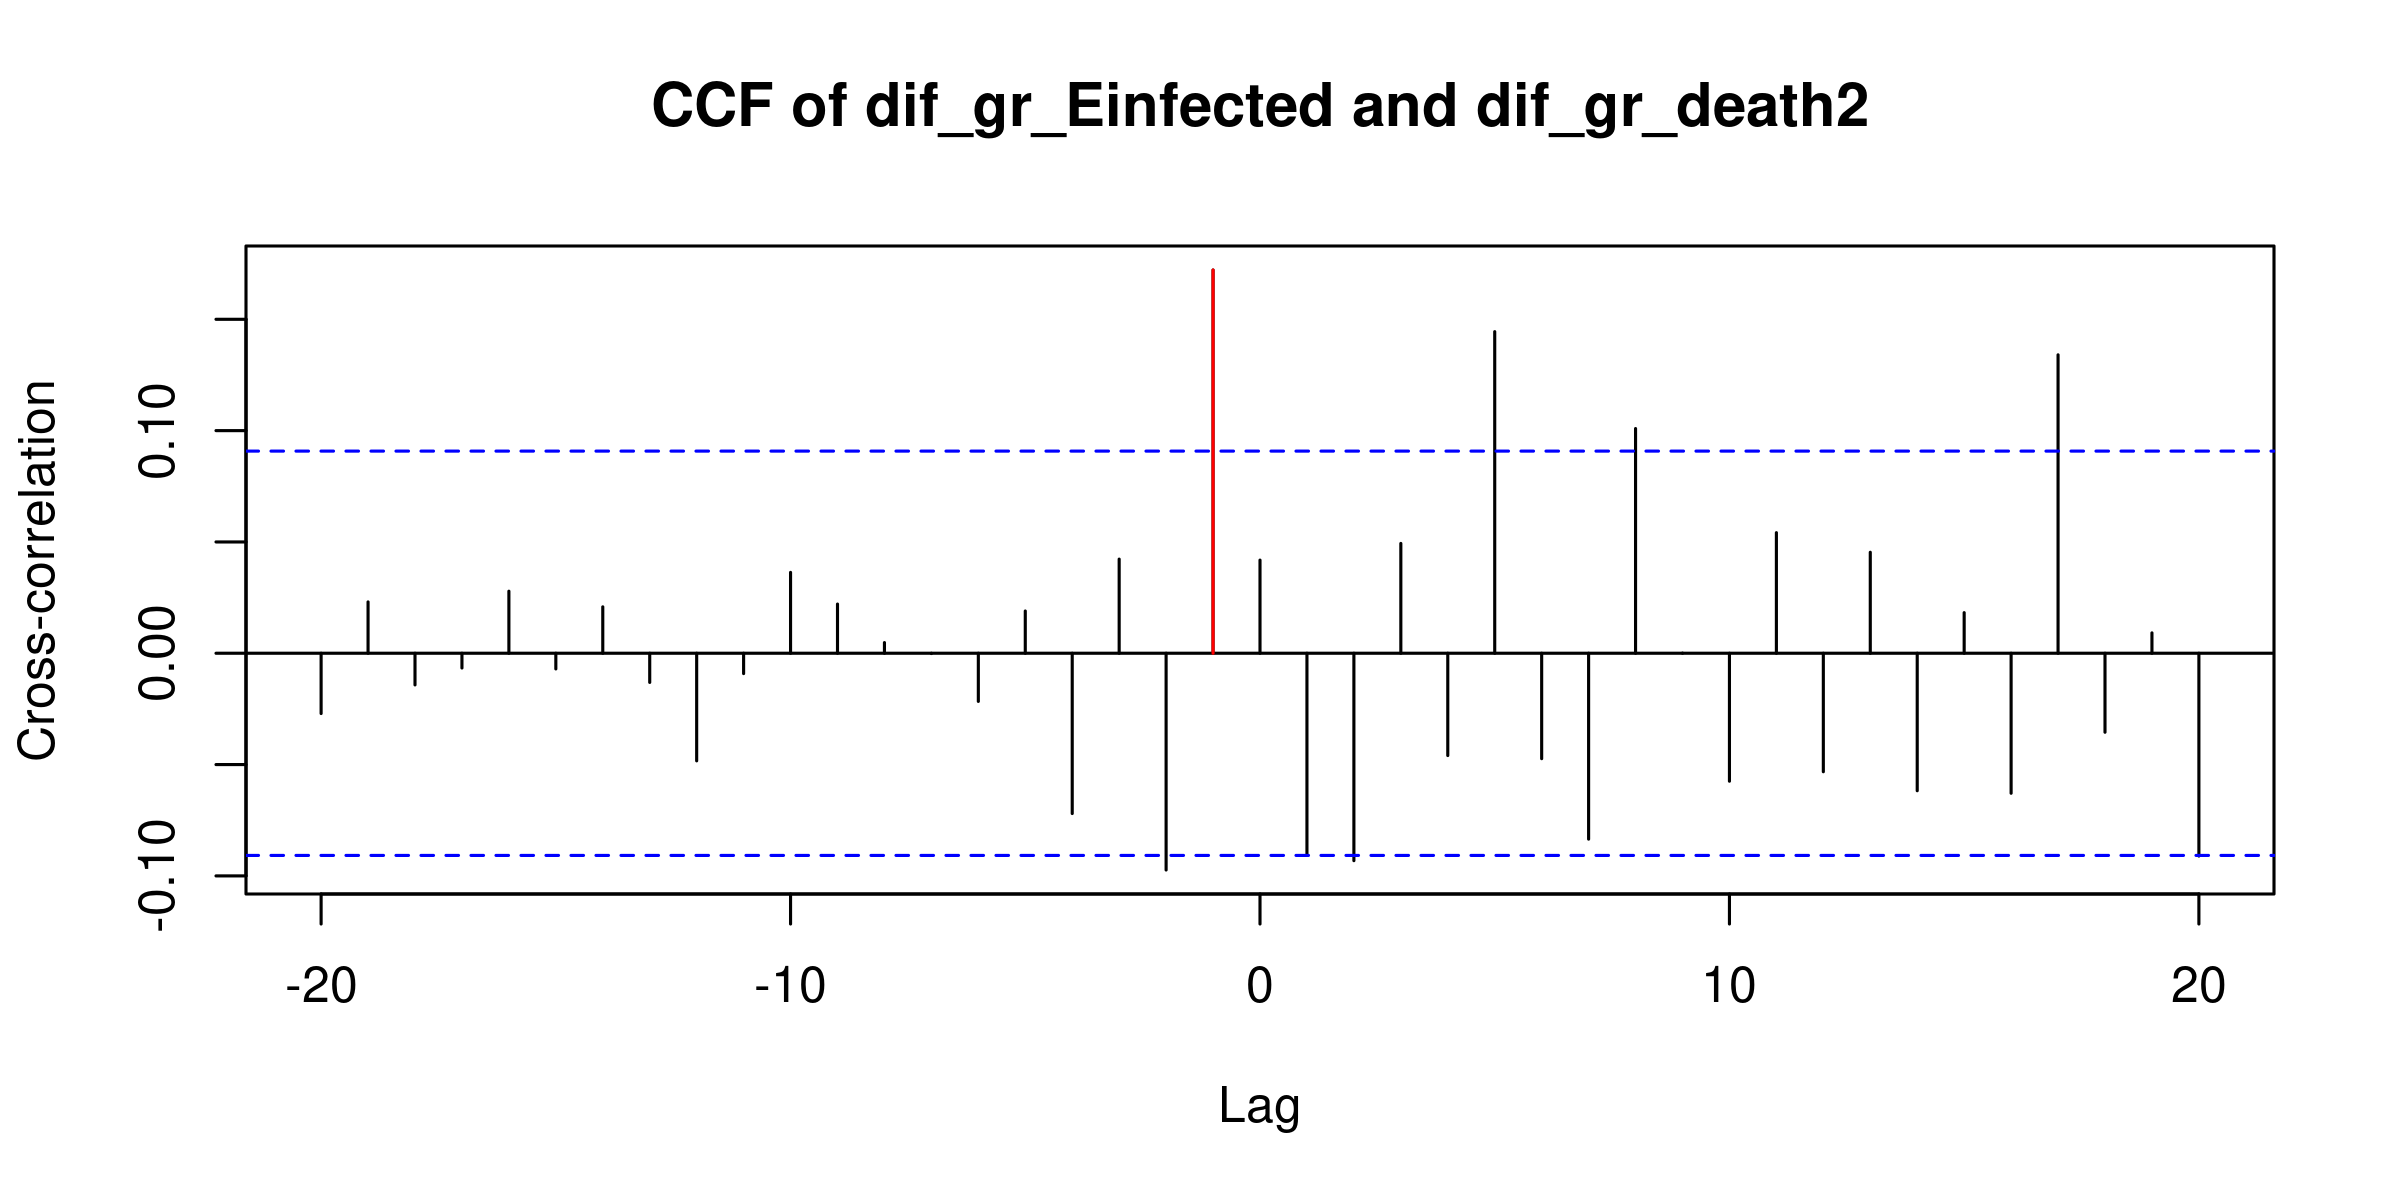 CCF of dif_gr_Einfected and dif_gr_death2
Cross-correlation
0.10
0.00
-0.10
-20 -10 0 10 20
Lag